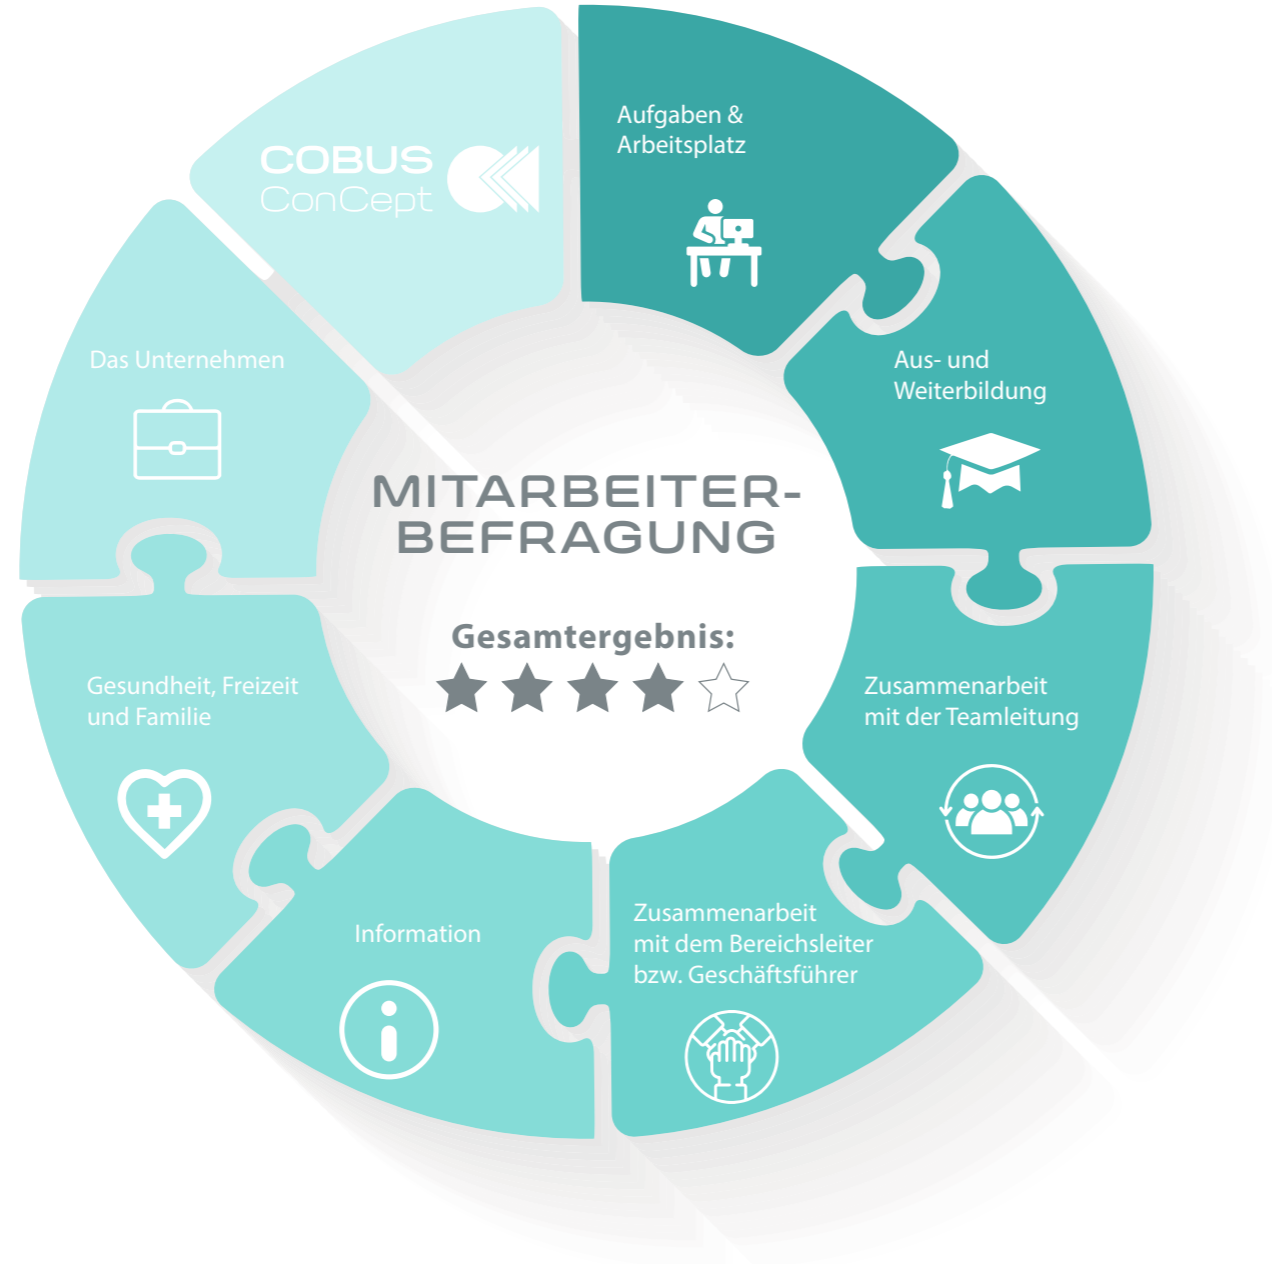 COBUS
ConCept
Aufgaben &
Arbeitsplatz
Aus- und
Weiterbildung
Zusammenarbeit
mit der Teamleitung
Zusammenarbeit
mit dem Bereichsleiter
bzw. Geschäftsführer
Information
Gesundheit, Freizeit
und Familie
Das Unternehmen
MITARBEITER-
BEFRAGUNG
Gesamtergebnis: